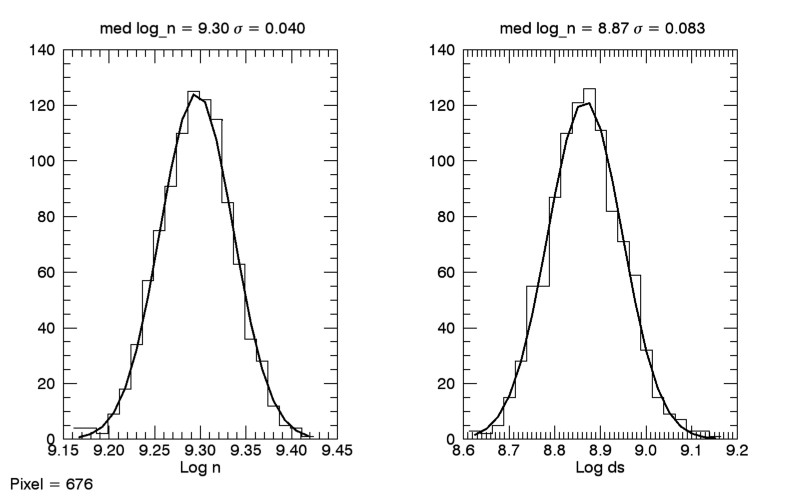 med log_n = 9.30 σ = 0.040
140
120
100
80
60
40
20
0
9.15 9.20 9.25 9.30 9.35 9.40 9.45
Log n
med log_n = 8.87 σ = 0.083
140
120
100
80
60
40
20
0
8.6 8.7 8.8 8.9 9.0 9.1 9.2
Log ds
Pixel = 676